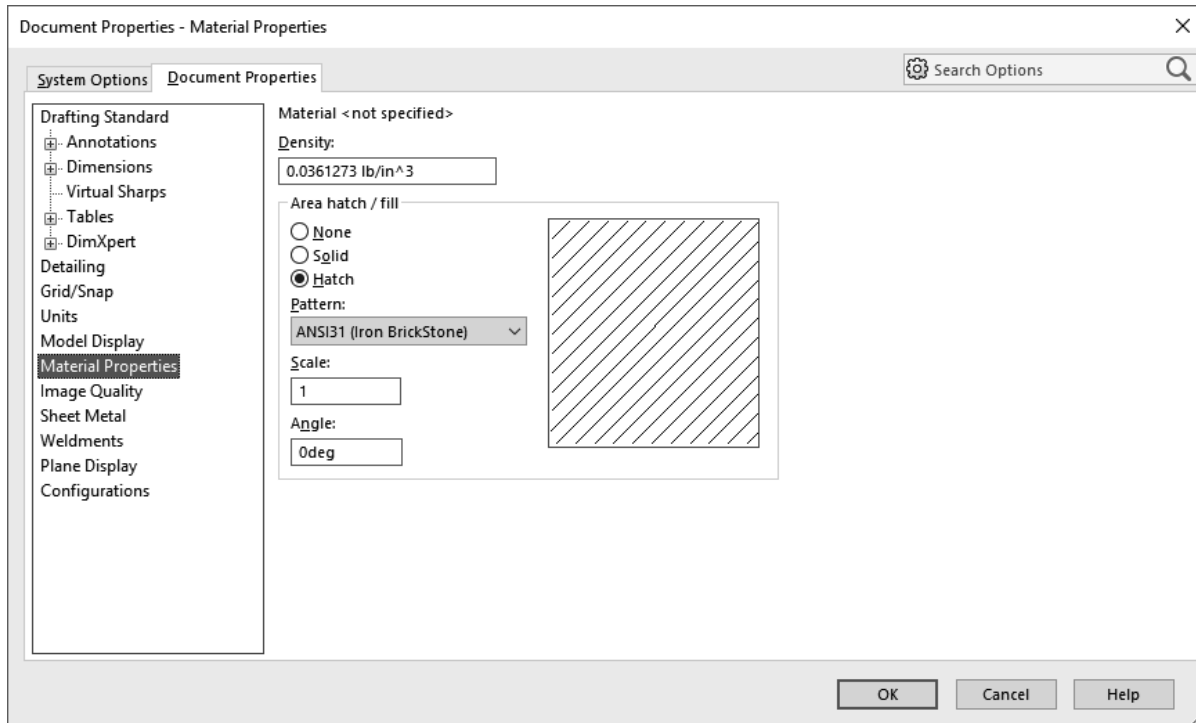 Document Properties - Material Properties
System Options
Document Properties
Search Options
Drafting Standard
Annotations
Dimensions
Virtual Sharps
Tables
DimXpert
Detailing
Grid/Snap
Units
Model Display
Material Properties
Image Quality
Sheet Metal
Weldments
Plane Display
Configurations
Material <not specified>
Density:
0.0361273 lb/in^3
Area hatch / fill
None
Solid
Hatch
Pattern:
ANSI31 (Iron BrickStone)
Scale:
1
Angle:
0deg
OK
Cancel
Help